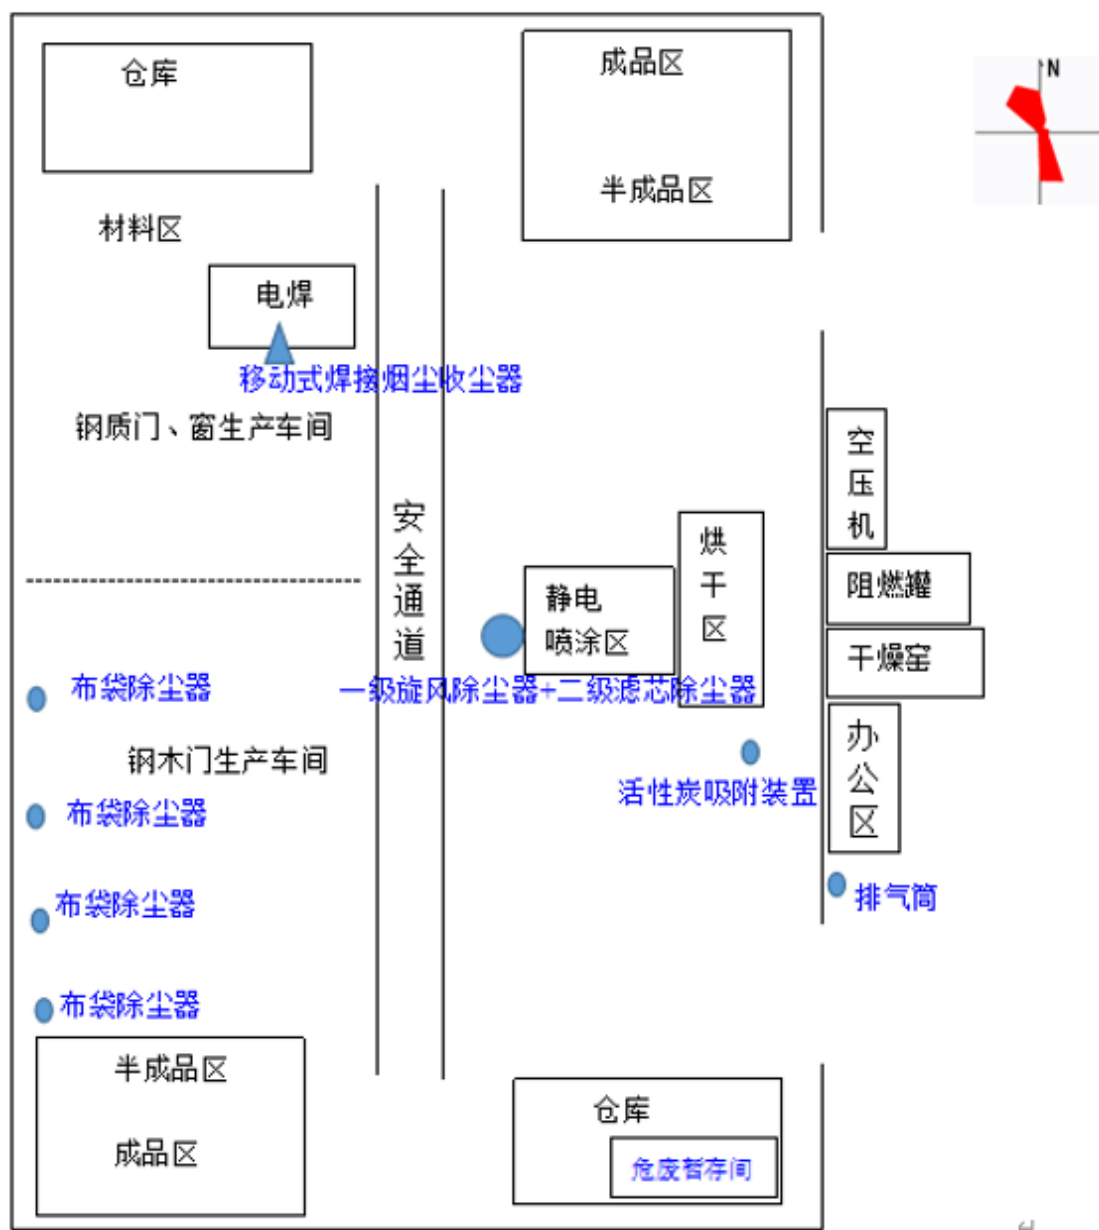 仓库
成品区
N
半成品区
材料区
电焊
移动式焊接烟尘收尘器
钢质门、窗生产车间
空压机
安全通道
烘干区
阻燃罐
静电
喷涂区
干燥窑
布袋除尘器
一级旋风除尘器+二级滤芯除尘器
钢木门生产车间
办公区
活性炭吸附装置
布袋除尘器
布袋除尘器
排气筒
布袋除尘器
半成品区
仓库
成品区
危废暂存间